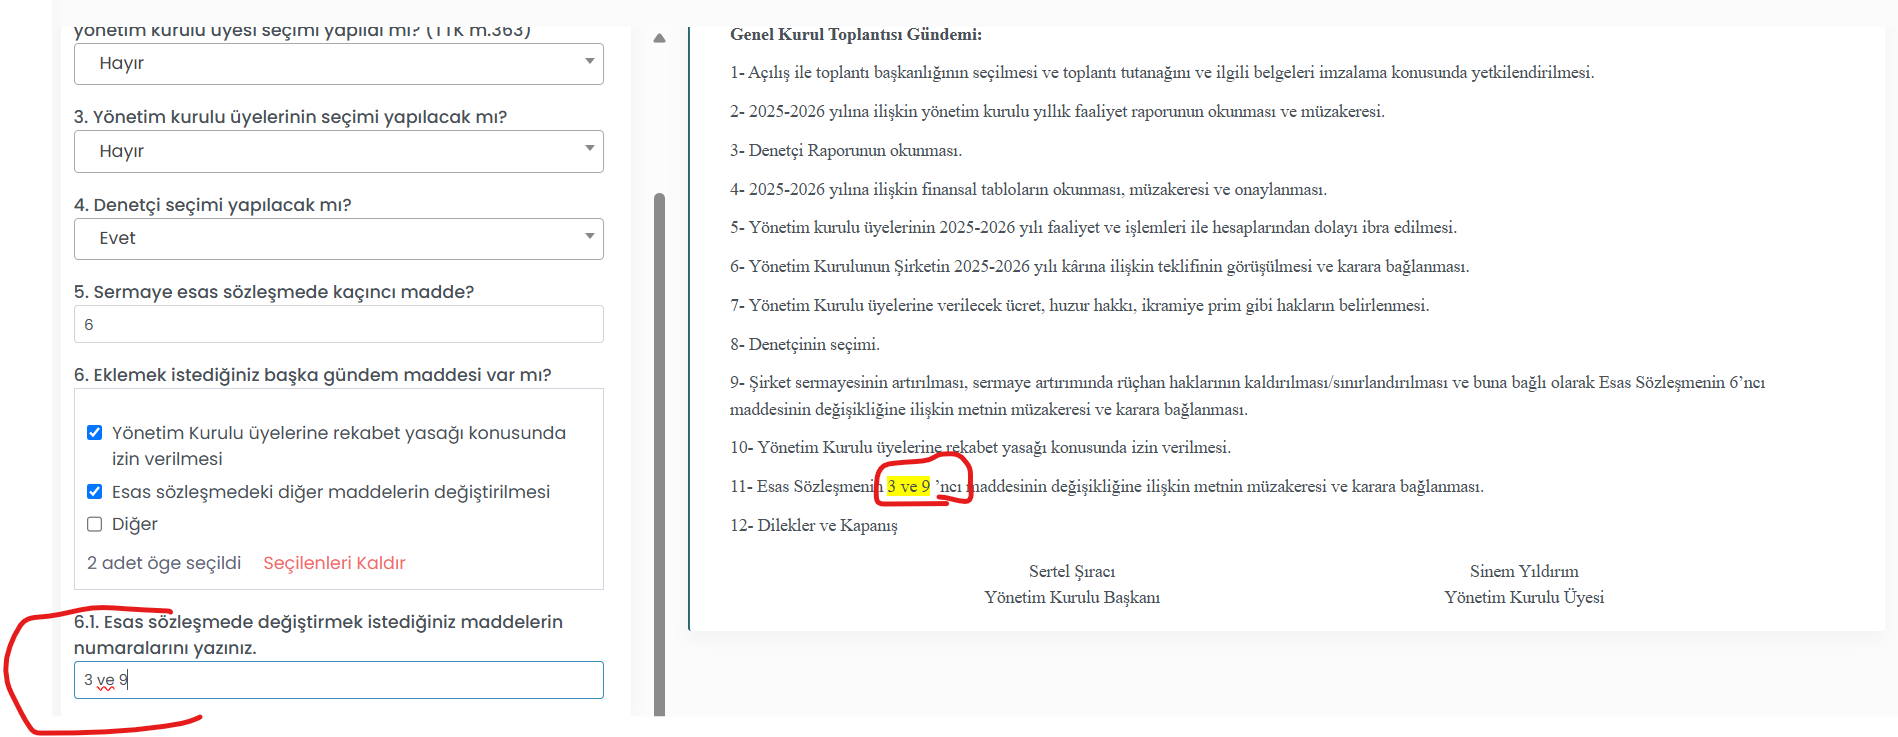 yönetim kurulu üyesi seçimi yapıldı mı? (TTK m.363)
Hayır
3. Yönetim kurulu üyelerinin seçimi yapılacak mı?
Hayır
4. Denetçi seçimi yapılacak mı?
Evet
5. Sermaye esas sözleşmede kaçıncı madde?
6
6. Eklemek istediğiniz başka gündem maddesi var mı?
Yönetim Kurulu üyelerine rekabet yasağı konusunda
izin verilmesi
Esas sözleşmedeki diğer maddelerin değiştirilmesi
Diğer
2 adet öge seçildi Seçilenleri Kaldır
6.1. Esas sözleşmede değiştirmek istediğiniz maddelerin
numaralarını yazınız.
3 ve 9
Genel Kurul Toplantısı Gündemi:
1- Açılış ile toplantı başkanlığının seçilmesi ve toplantı tutanağını ve ilgili belgeleri imzalama konusunda yetkilendirilmesi.
2- 2025-2026 yılına ilişkin yönetim kurulu yıllık faaliyet raporunun okunması ve müzakeresi.
3- Denetçi Raporunun okunması.
4- 2025-2026 yılına ilişkin finansal tabloların okunması, müzakeresi ve onaylanması.
5- Yönetim kurulu üyelerinin 2025-2026 yılı faaliyet ve işlemleri ile hesaplarından dolayı ibra edilmesi.
6- Yönetim Kurulunun Şirketin 2025-2026 yılı kârına ilişkin teklifinin görüşülmesi ve karara bağlanması.
7- Yönetim Kurulu üyelerine verilecek ücret, huzur hakkı, ikramiye prim gibi hakların belirlenmesi.
8- Denetçinin seçimi.
9- Şirket sermayesinin artırılması, sermaye artırımında rüçhan haklarının kaldırılması/sınırlandırılması ve buna bağlı olarak Esas Sözleşmenin 6’ncı
maddesinin değişikliğine ilişkin metnin müzakeresi ve karara bağlanması.
10- Yönetim Kurulu üyelerine rekabet yasağı konusunda izin verilmesi.
11- Esas Sözleşmenin 3 ve 9 ’ncı maddesinin değişikliğine ilişkin metnin müzakeresi ve karara bağlanması.
12- Dilekler ve Kapanış
Sertel Şıracı Sinem Yıldırım
Yönetim Kurulu Başkanı Yönetim Kurulu Üyesi